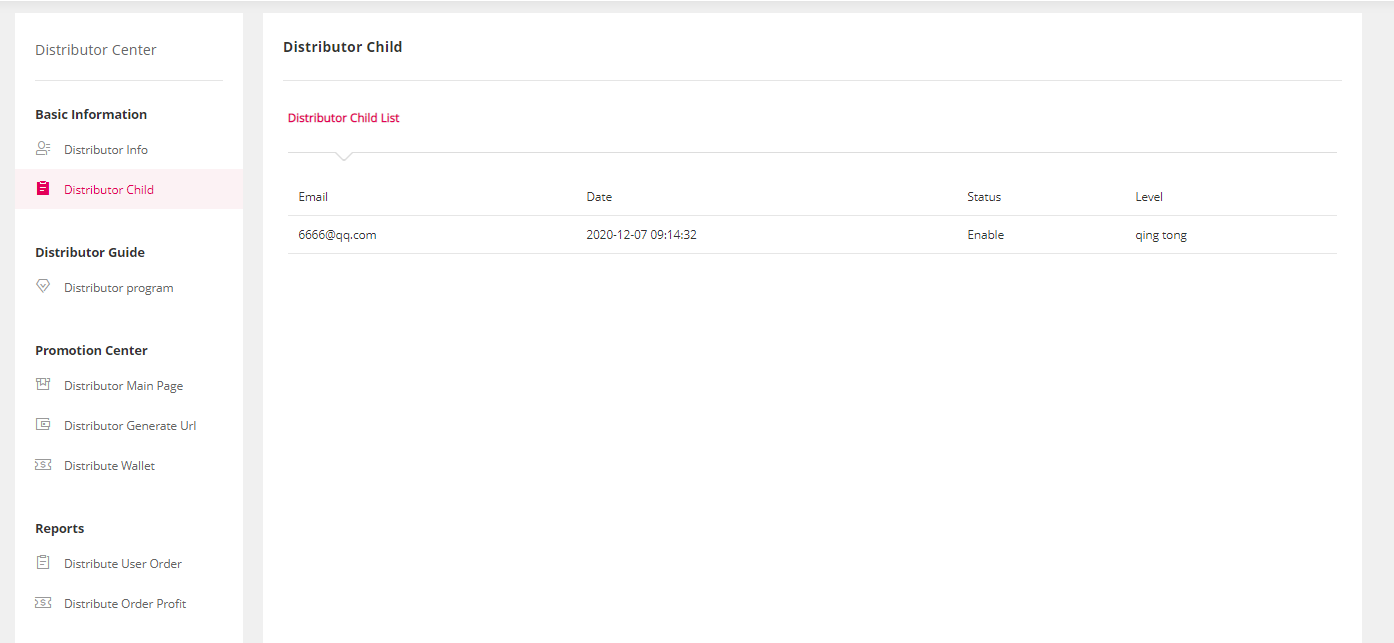 Distributor Center
Basic Information
Distributor Info
Distributor Child
Distributor Guide
Distributor program
Promotion Center
Distributor Main Page
Distributor Generate Url
Distribute Wallet
Reports
Distribute User Order
Distribute Order Profit
Distributor Child
Distributor Child List
Email Date Status Level
6666@qq.com 2020-12-07 09:14:32 Enable qing tong